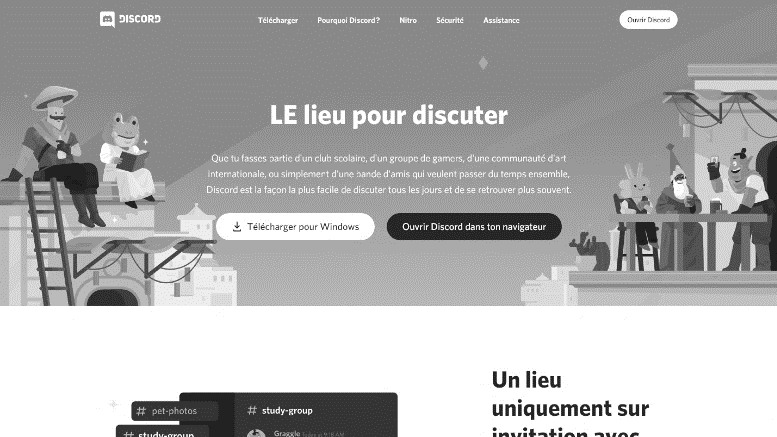 DISCORD
Télécharger Pourquoi Discord? Nitro Sécurité Assistance
Ouvrir Discord
LE lieu pour discuter
Que tu fasses partie d'un club scolaire, d'un groupe de gamers, d'une communauté d'art
internationale, ou simplement d'une bande d'amis qui veulent passer du temps ensemble,
Discord est la façon la plus facile de discuter tous les jours et de se retrouver plus souvent.
Télécharger pour Windows
Ouvrir Discord dans ton navigateur
Un lieu
uniquement sur
invitation avec
# pet-photos
# study-group
# study-group
Graggle